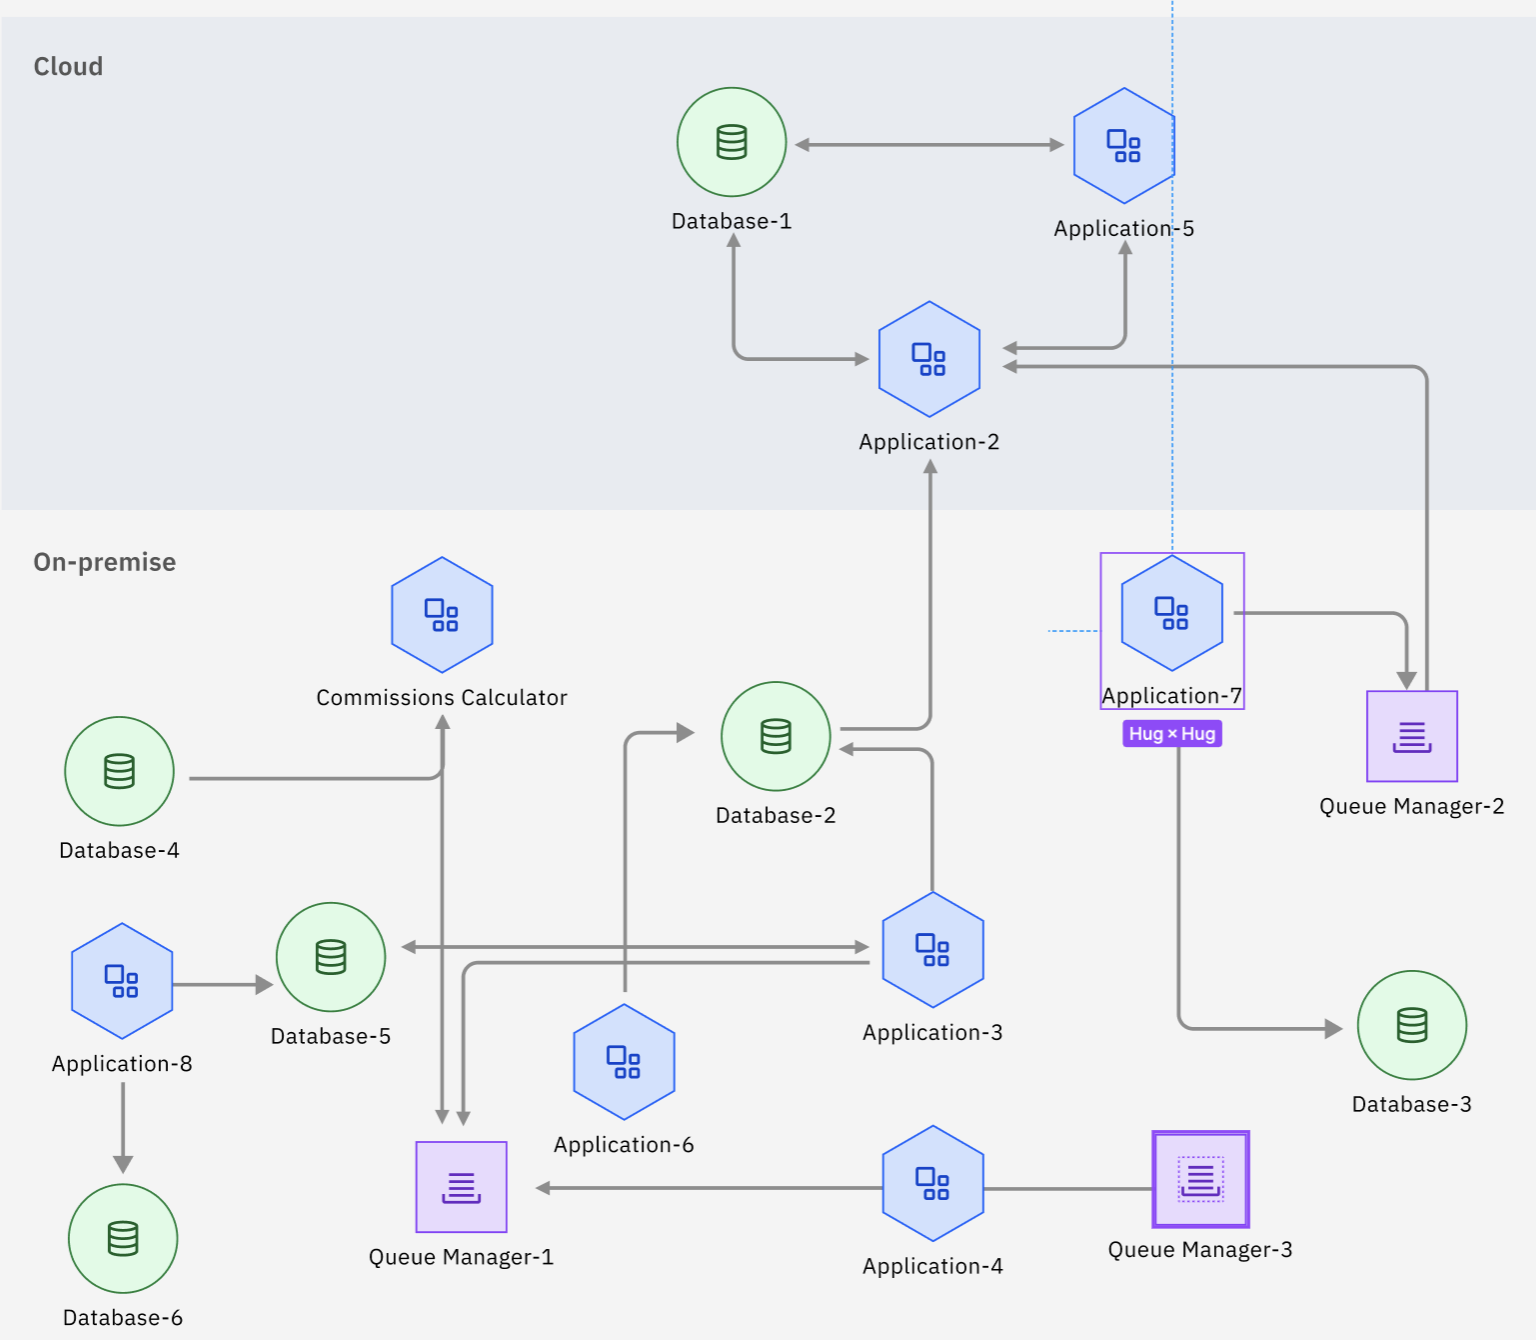 Cloud
Database-1
Application-5
Application-2
On-premise
Commissions Calculator
Application-7
Hug × Hug
Database-2
Queue Manager-2
Database-4
Database-5
Application-3
Application-8
Application-6
Database-3
Queue Manager-1
Application-4
Queue Manager-3
Database-6